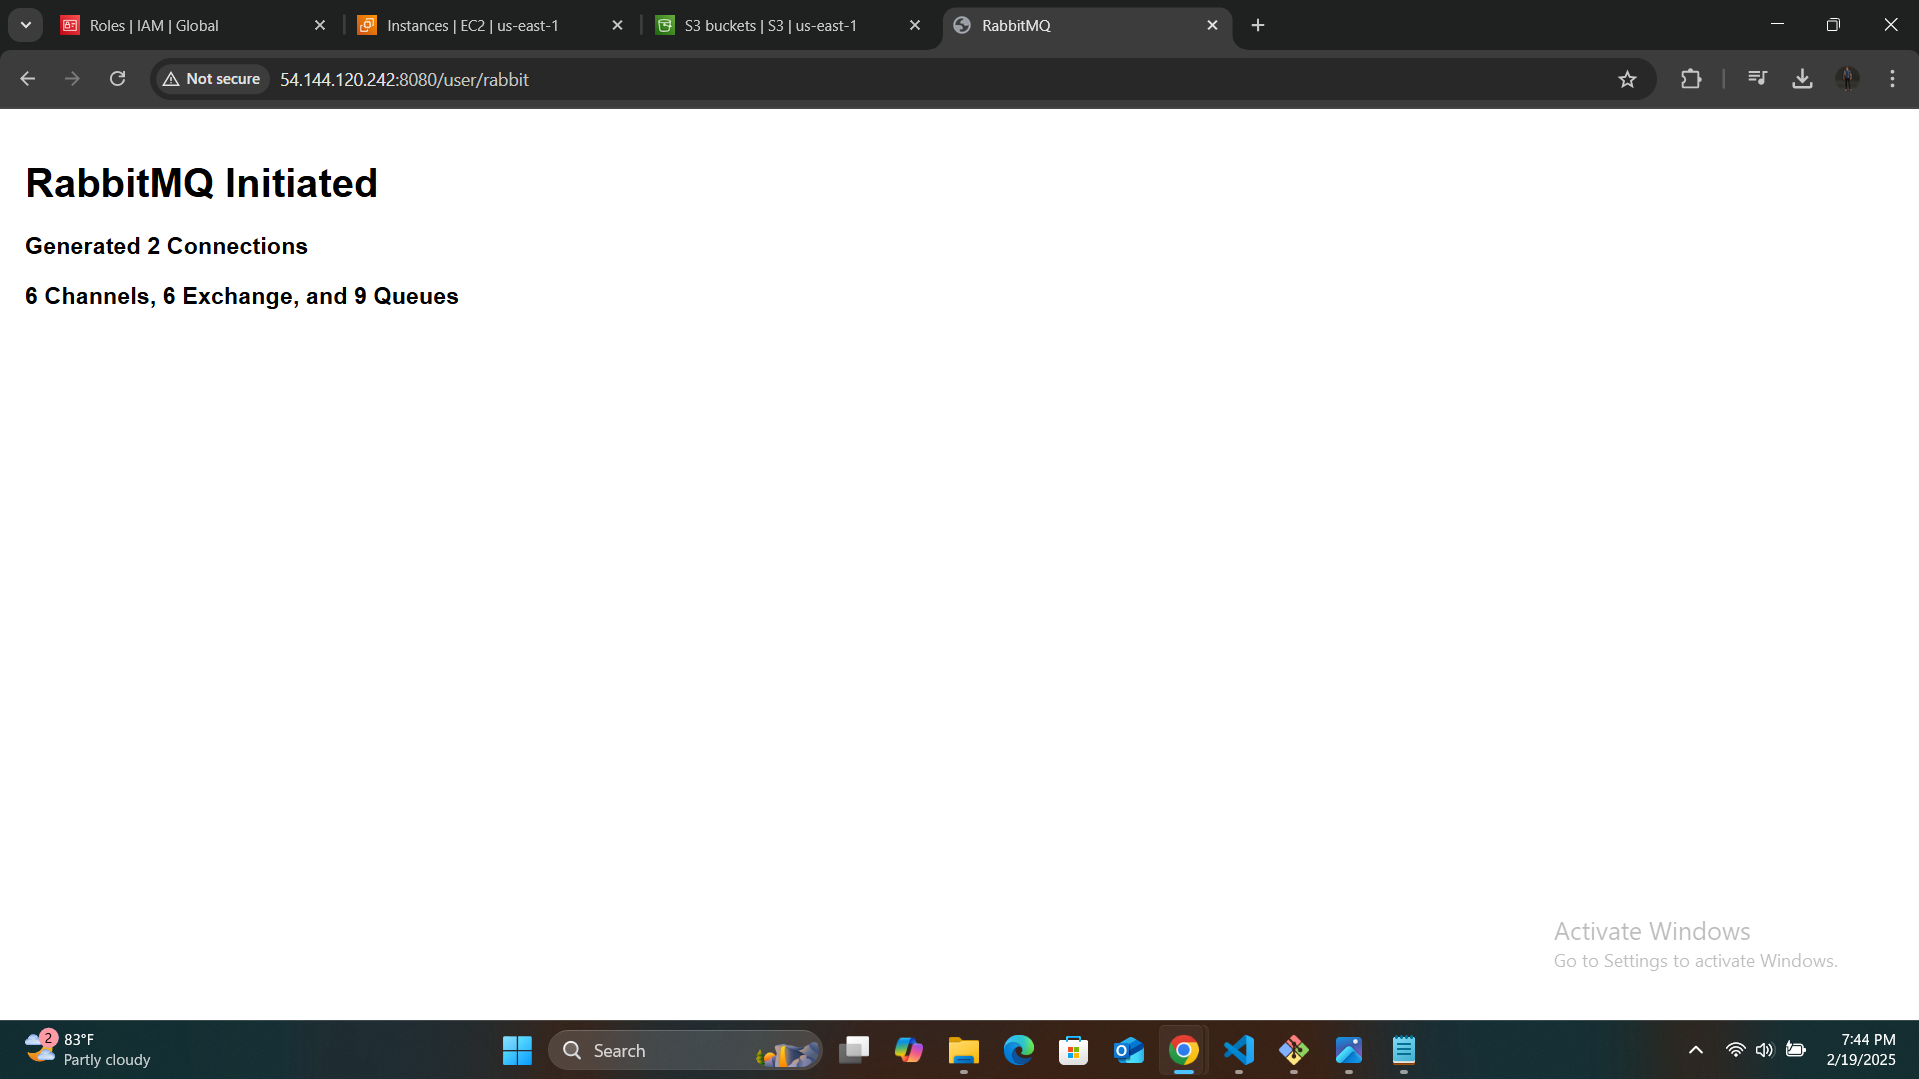 Roles | IAM | Global
Instances | EC2 | us-east-1
S3 buckets | S3 | us-east-1
RabbitMQ
Not secure
54.144.120.242:8080/user/rabbit
RabbitMQ Initiated
Generated 2 Connections
6 Channels, 6 Exchange, and 9 Queues
Activate Windows
Go to Settings to activate Windows.
2
83°F
Partly cloudy
Search
7:44 PM
2/19/2025